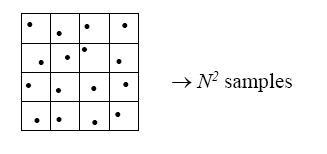 → N² samples